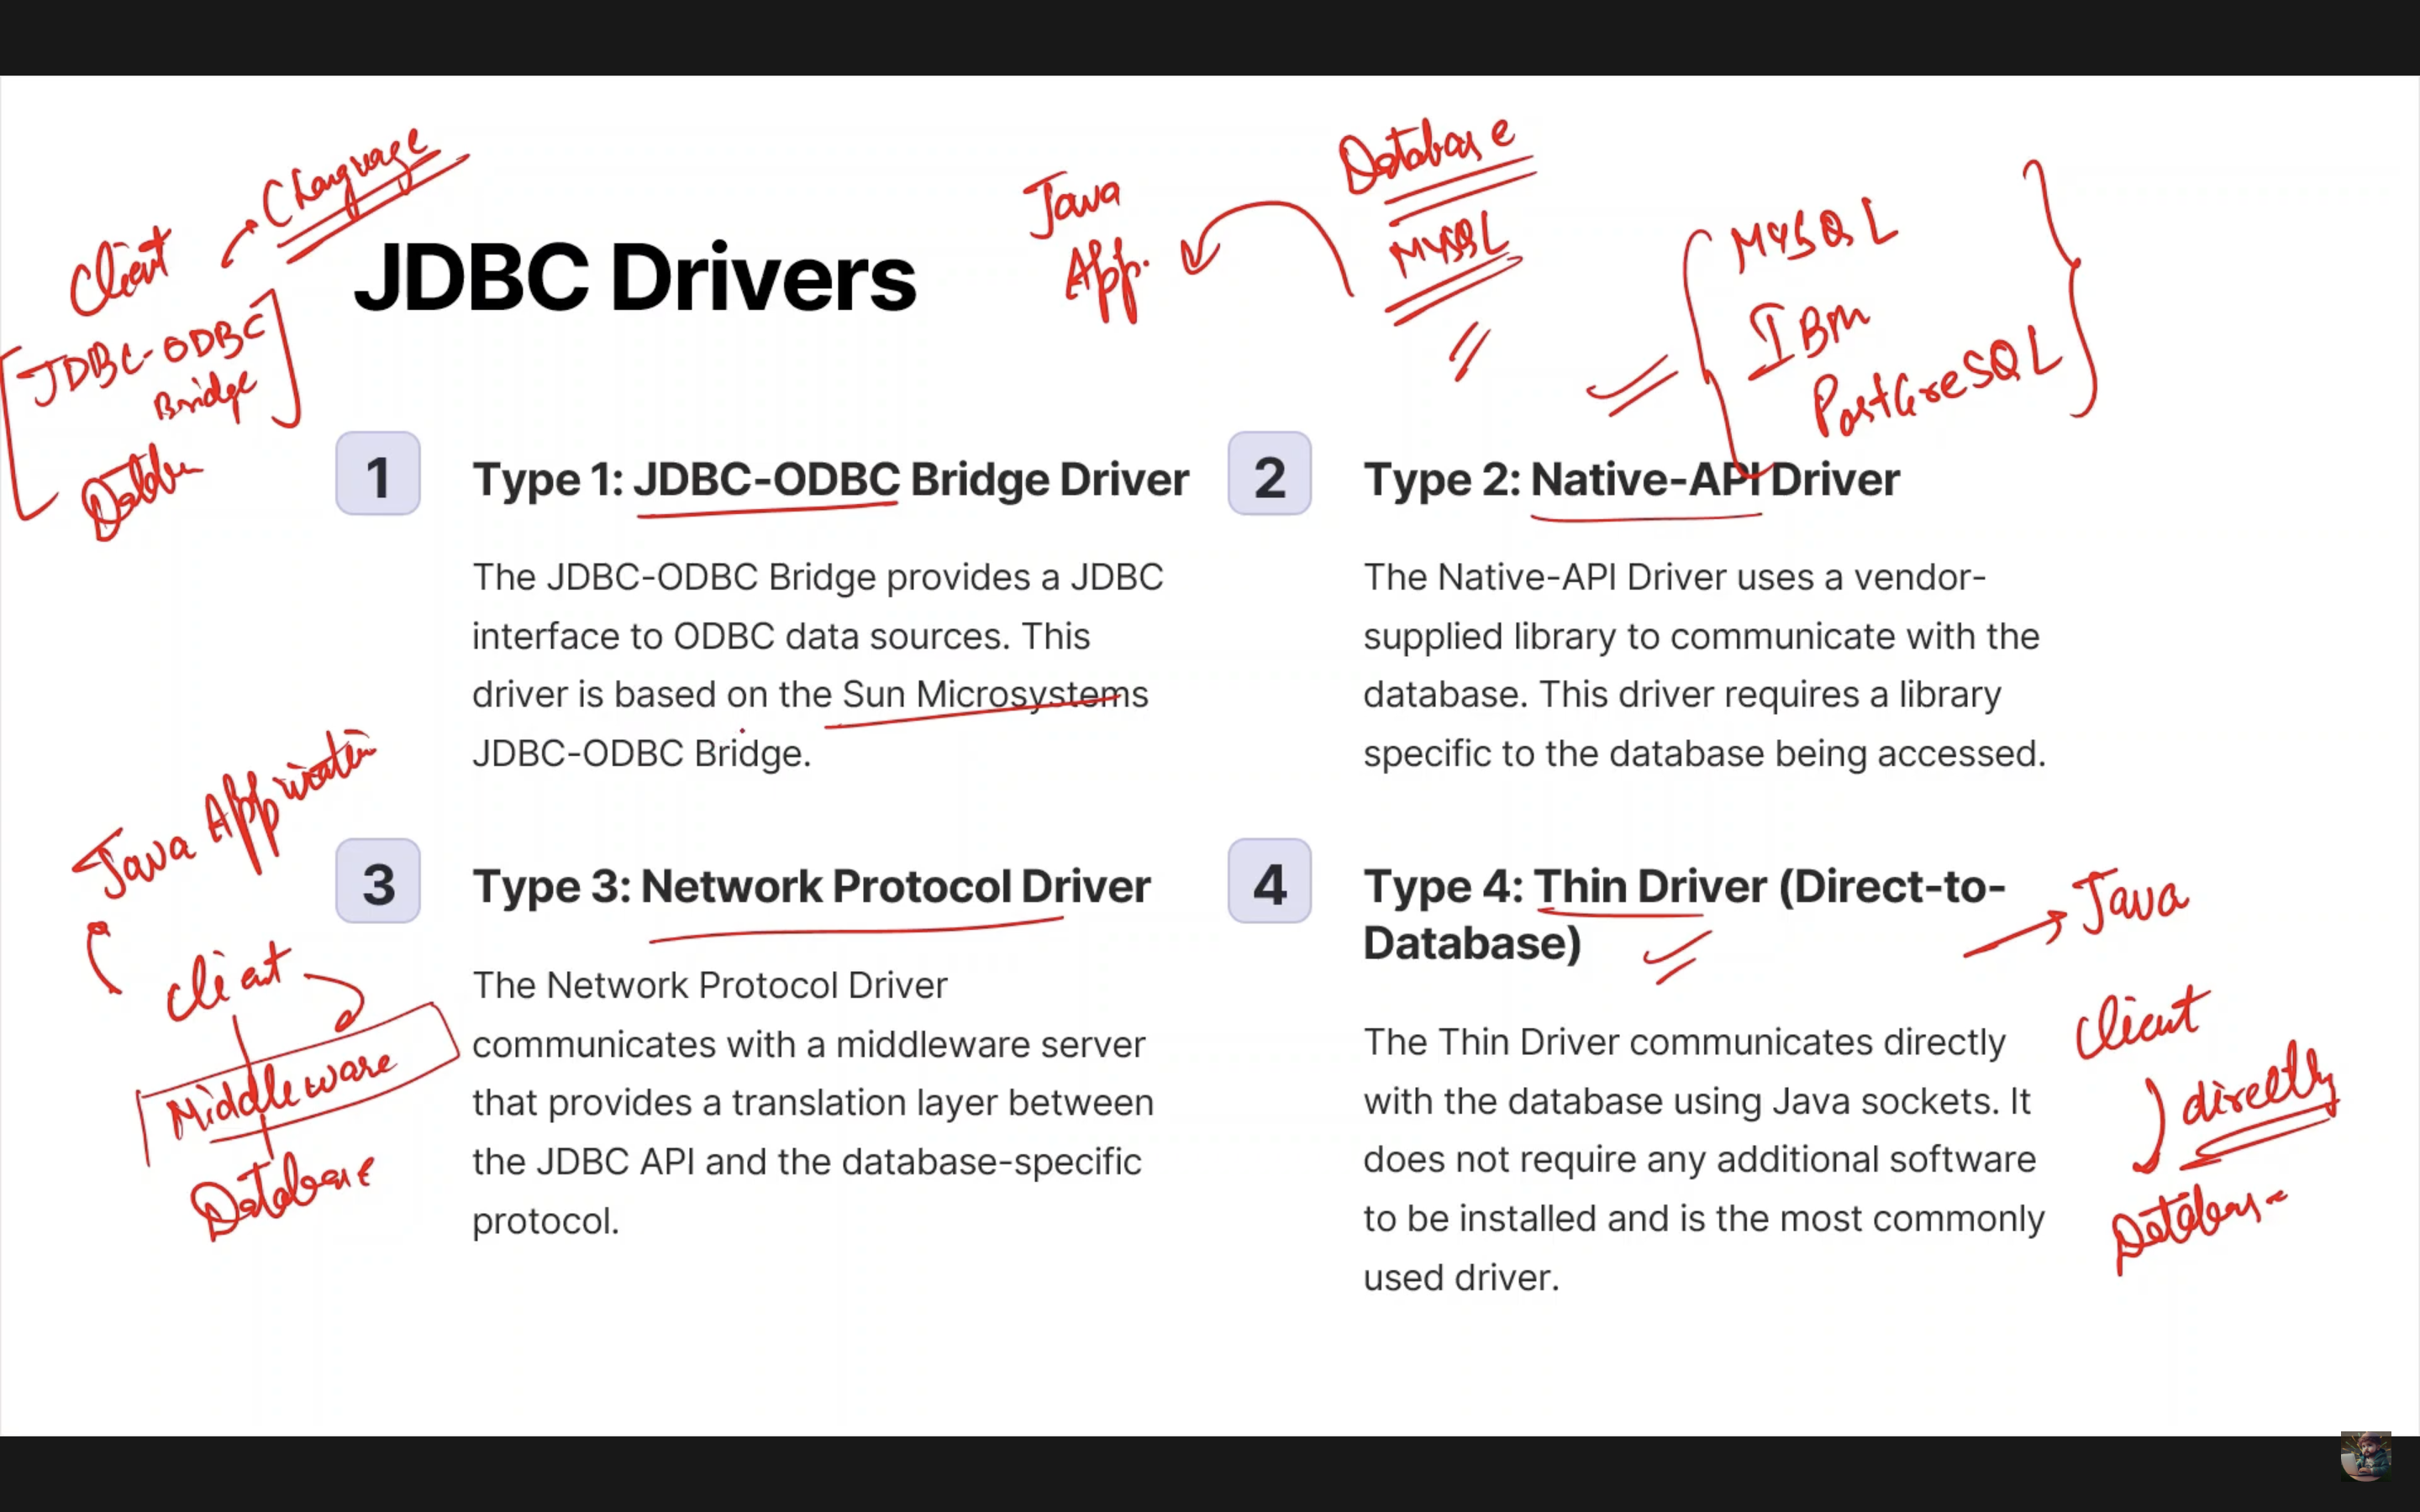 C language
Client
JDBC-ODBC
Bridge
Java
App.
Database
MYSQL
MYSQL
IBM
PostGreSQL
JDBC Drivers
1
Type 1: JDBC-ODBC Bridge Driver
The JDBC-ODBC Bridge provides a JDBC
interface to ODBC data sources. This
driver is based on the Sun Microsystems
JDBC-ODBC Bridge.
2
Type 2: Native-API Driver
The Native-API Driver uses a vendor-
supplied library to communicate with the
database. This driver requires a library
specific to the database being accessed.
Java
Client
Middleware
Database
3
Type 3: Network Protocol Driver
The Network Protocol Driver
communicates with a middleware server
that provides a translation layer between
the JDBC API and the database-specific
protocol.
4
Type 4: Thin Driver (Direct-to-
Database)
The Thin Driver communicates directly
with the database using Java sockets. It
does not require any additional software
to be installed and is the most commonly
used driver.
Java
Client
directly